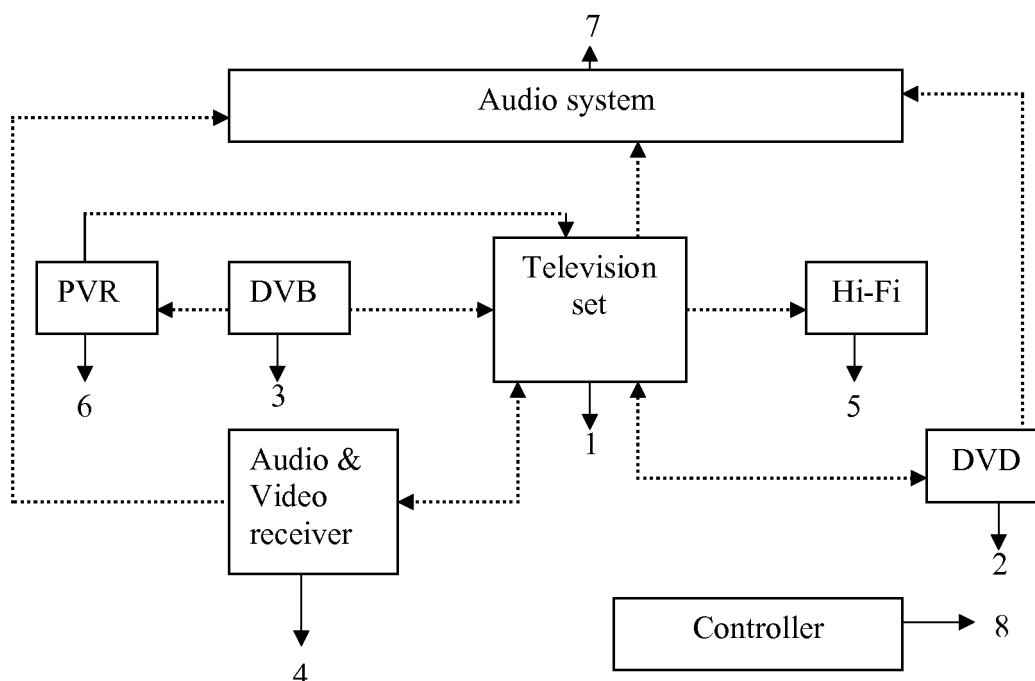 7
Audio system
PVR
DVB
Television
set
Hi-Fi
6
3
1
5
Audio &
Video
receiver
DVD
2
4
Controller
8